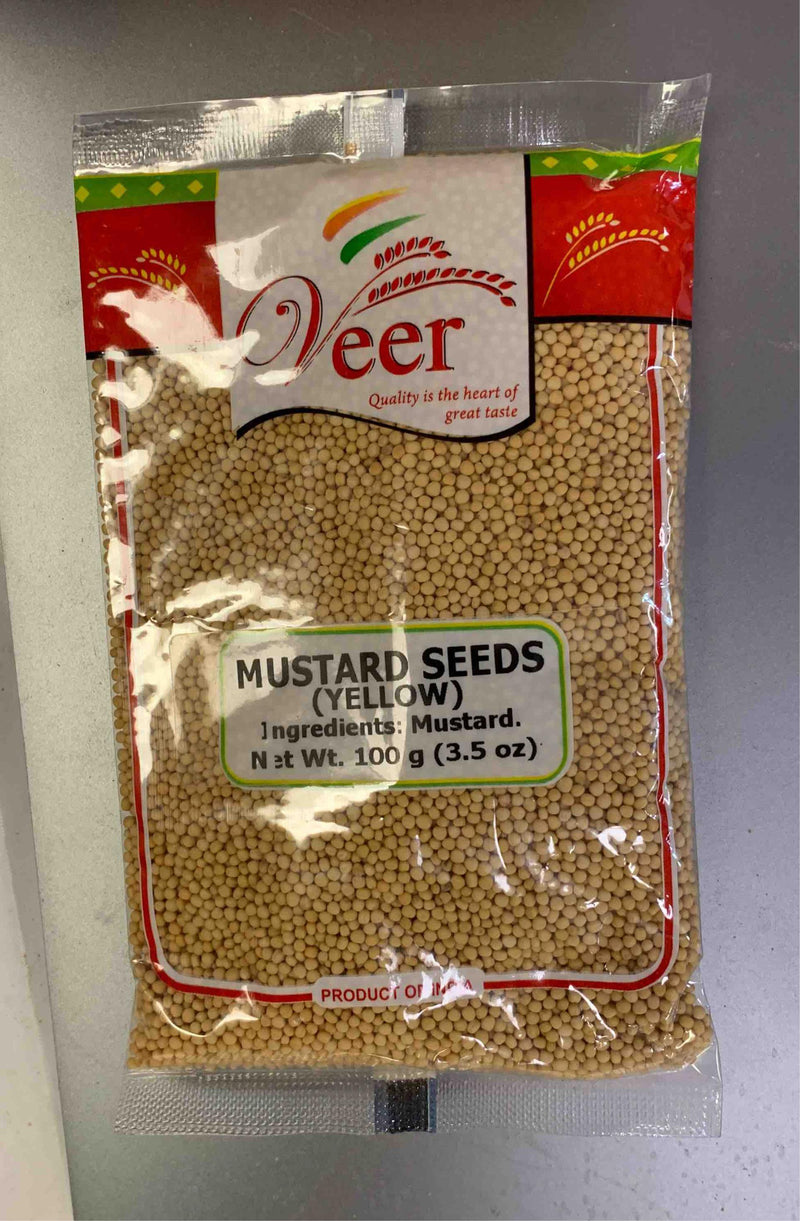 Veer
Quality is the heart of
great taste
MUSTARD SEEDS
(YELLOW)
Ingredients: Mustard.
Net Wt. 100 g (3.5 oz)
PRODUCT OF INDIA